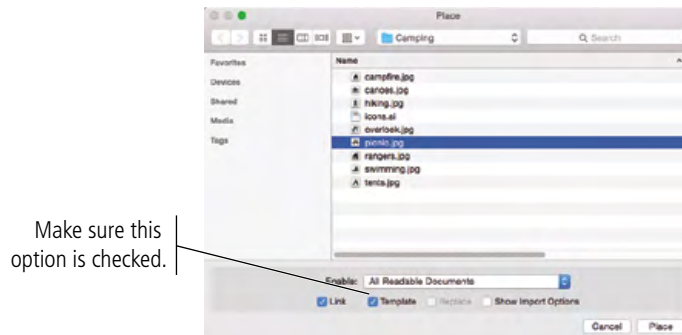 Place
Camping
Search
Favorites
Devices
Shared
Media
Tags
Name
campfire.jpg
canoes.jpg
hiking.jpg
icons.ai
overlook.jpg
picnic.jpg
rangers.jpg
swimming.jpg
tents.jpg
Make sure this
option is checked.
Enable: All Readable Documents
Link Template Replace Show Import Options
Cancel Place